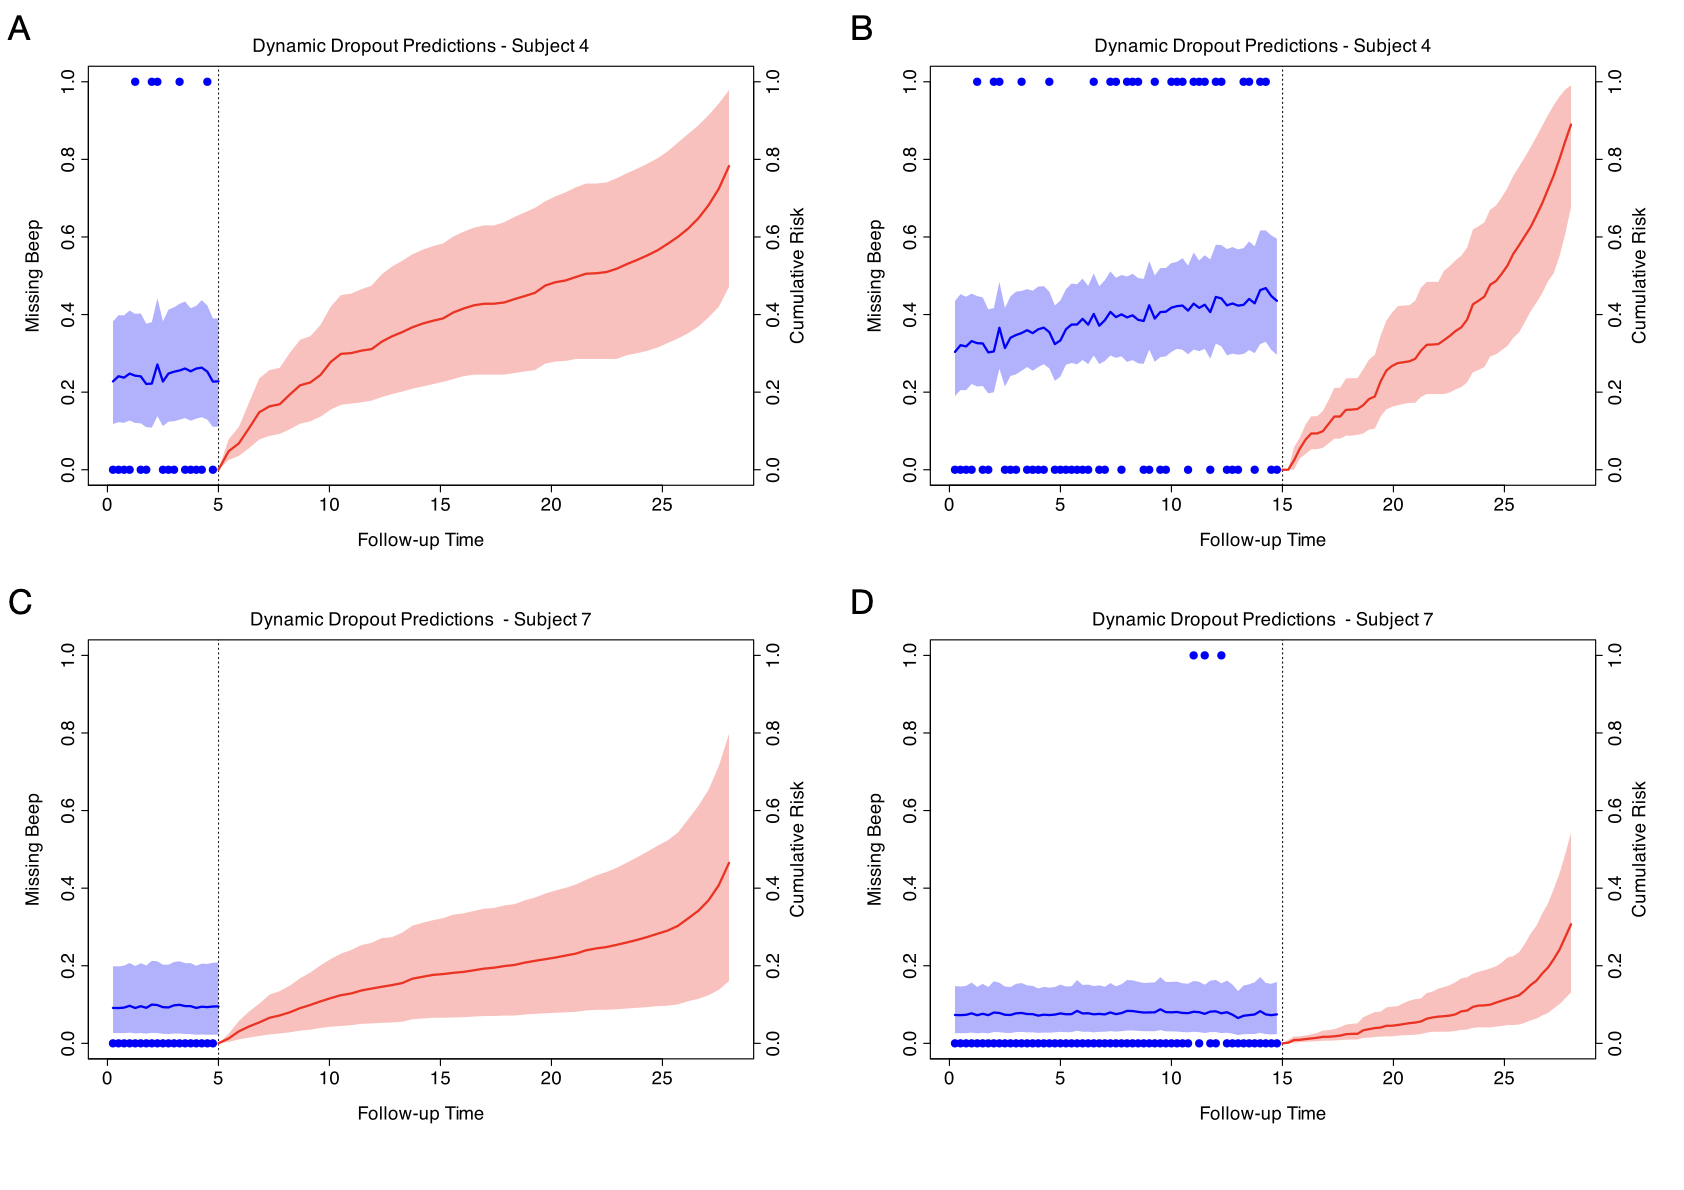 A
Dynamic Dropout Predictions - Subject 4
Missing Beep
0.0 0.2 0.4 0.6 0.8 1.0
0.0 0.2 0.4 0.6 0.8 1.0
Cumulative Risk
0 5 10 15 20 25
Follow-up Time
B
Dynamic Dropout Predictions - Subject 4
Missing Beep
0.0 0.2 0.4 0.6 0.8 1.0
0.0 0.2 0.4 0.6 0.8 1.0
Cumulative Risk
0 5 10 15 20 25
Follow-up Time
C
Dynamic Dropout Predictions - Subject 7
Missing Beep
0.0 0.2 0.4 0.6 0.8 1.0
0.0 0.2 0.4 0.6 0.8 1.0
Cumulative Risk
0 5 10 15 20 25
Follow-up Time
D
Dynamic Dropout Predictions - Subject 7
Missing Beep
0.0 0.2 0.4 0.6 0.8 1.0
0.0 0.2 0.4 0.6 0.8 1.0
Cumulative Risk
0 5 10 15 20 25
Follow-up Time